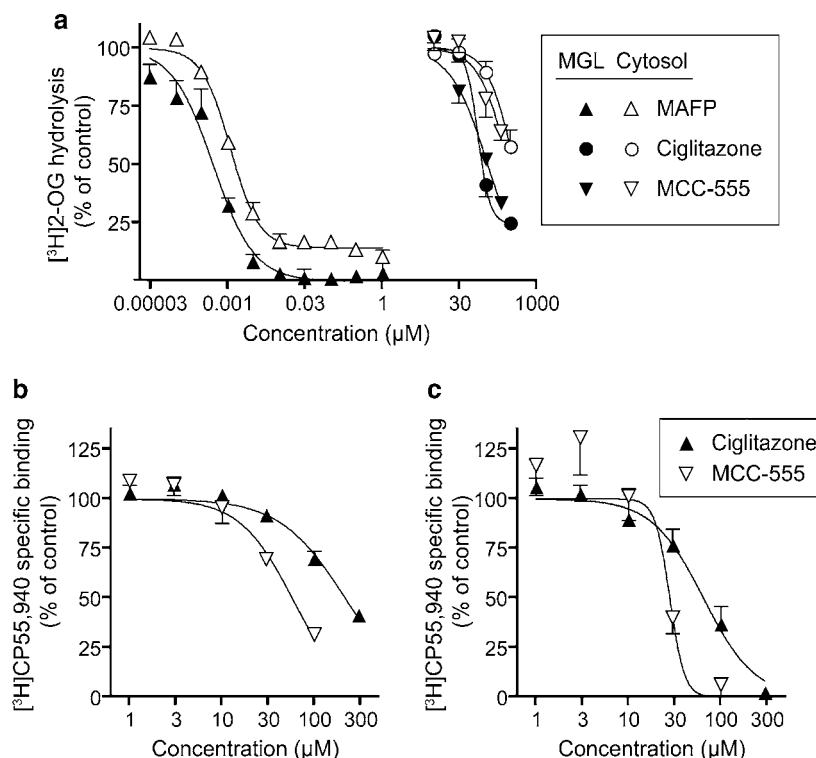 a
[³H]2-OG hydrolysis
(% of control)
100
75
50
25
0.00003 0.001 0.03 1 30 1000
Concentration (µM)
MGL Cytosol
MAFP
Ciglitazone
MCC-555
b
[³H]CP55,940 specific binding
(% of control)
125
100
75
50
25
0
1 3 10 30 100 300
Concentration (µM)
c
[³H]CP55,940 specific binding
(% of control)
125
100
75
50
25
0
1 3 10 30 100 300
Concentration (µM)
Ciglitazone
MCC-555